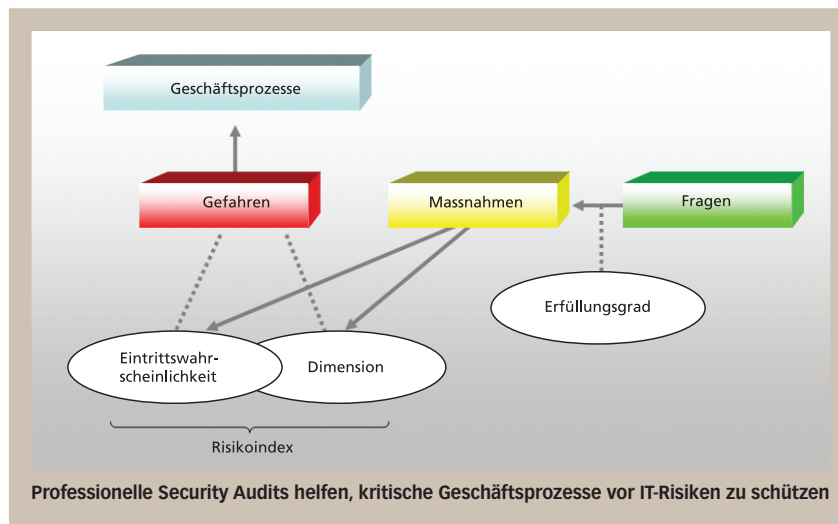 Geschäftsprozesse
Gefahren
Massnahmen
Fragen
Erfüllungsgrad
Eintrittswahr-
scheinlichkeit
Dimension
Risikoindex
Professionelle Security Audits helfen, kritische Geschäftsprozesse vor IT-Risiken zu schützen